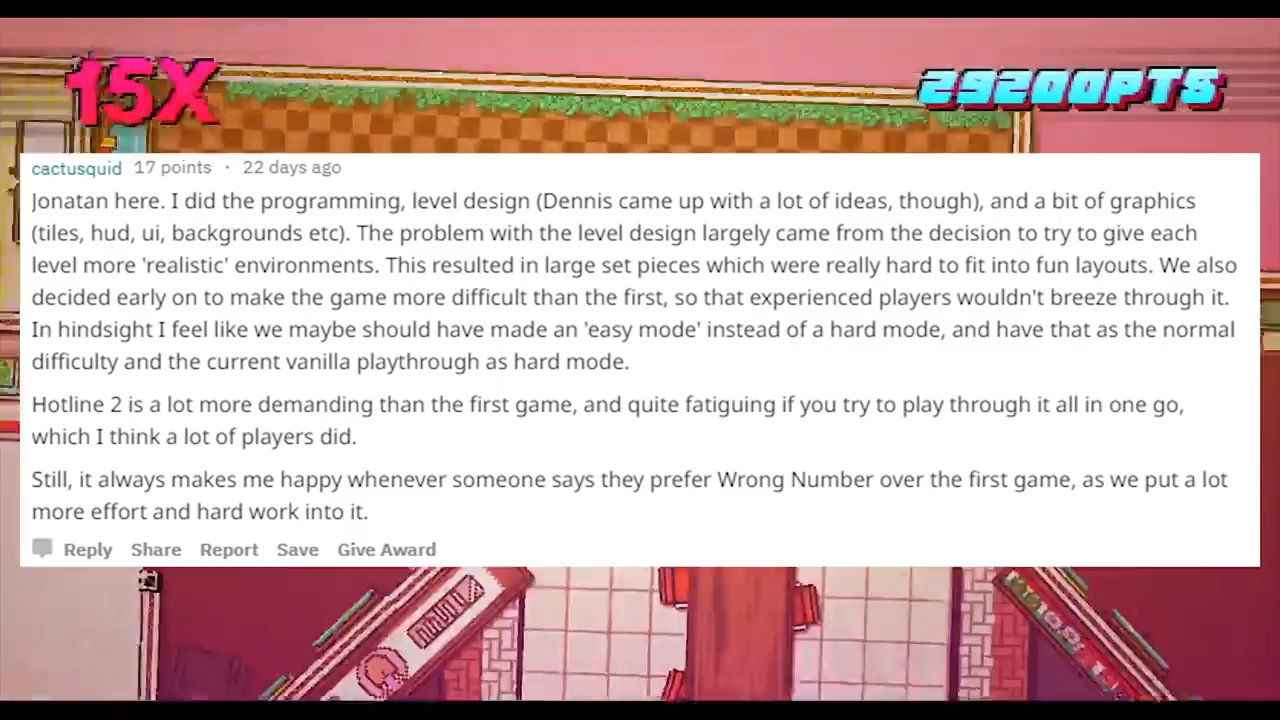 15X
29200PTS
cactusquid 17 points · 22 days ago
Jonatan here. I did the programming, level design (Dennis came up with a lot of ideas, though), and a bit of graphics
(tiles, hud, ui, backgrounds etc). The problem with the level design largely came from the decision to try to give each
level more 'realistic' environments. This resulted in large set pieces which were really hard to fit into fun layouts. We also
decided early on to make the game more difficult than the first, so that experienced players wouldn't breeze through it.
In hindsight I feel like we maybe should have made an 'easy mode' instead of a hard mode, and have that as the normal
difficulty and the current vanilla playthrough as hard mode.
Hotline 2 is a lot more demanding than the first game, and quite fatiguing if you try to play through it all in one go,
which I think a lot of players did.
Still, it always makes me happy whenever someone says they prefer Wrong Number over the first game, as we put a lot
more effort and hard work into it.
Reply Share Report Save Give Award